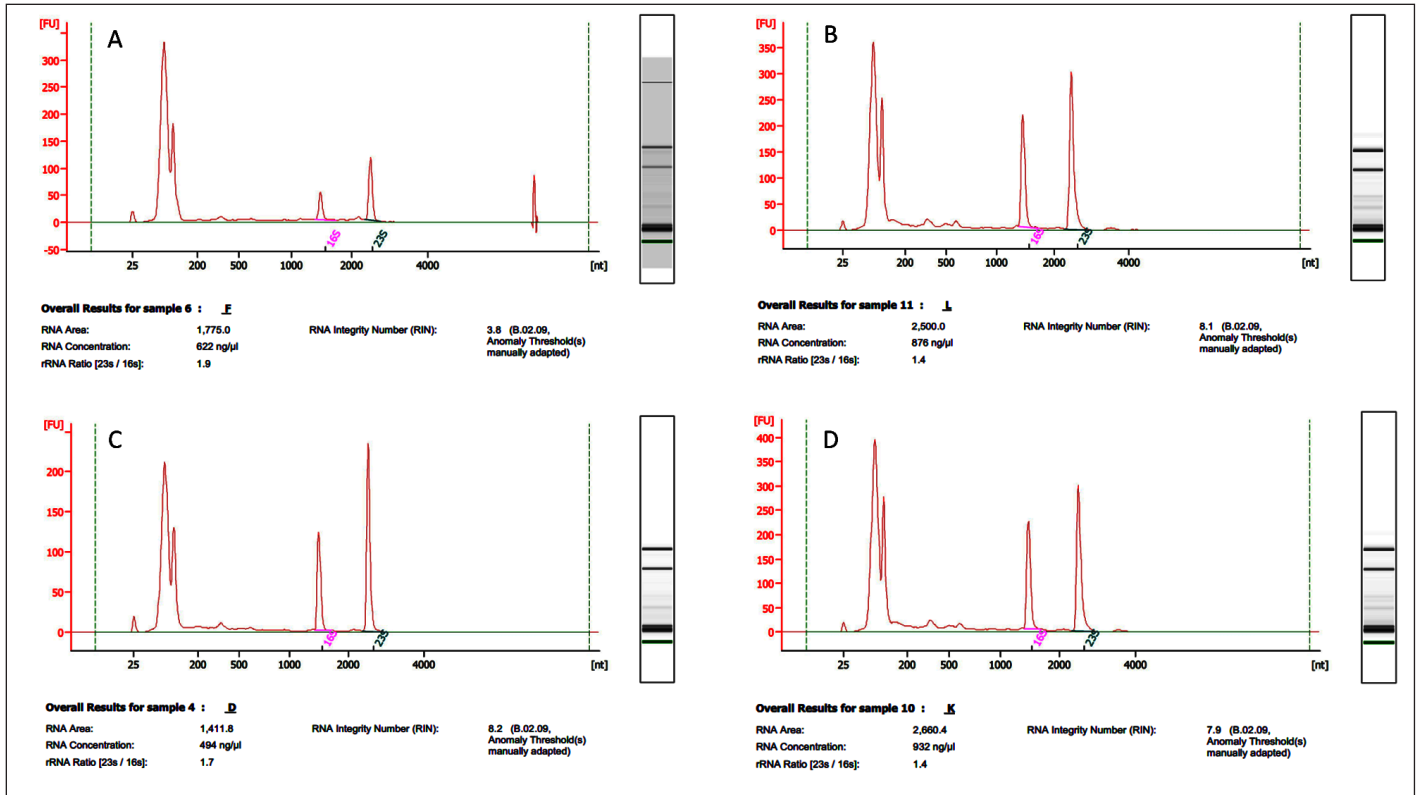 [FU]
A
300
250
200
150
100
50
0
-50
16S
23S
25 200 500 1000 2000 4000 [nt]
Overall Results for sample 6 : F
RNA Area: 1,775.0 RNA Integrity Number (RIN): 3.8 (B.02.09,
Anomaly Threshold(s)
manually adapted)
RNA Concentration: 622 ng/µl
rRNA Ratio [23s / 16s]: 1.9
[FU]
B
350
300
250
200
150
100
50
0
16S
23S
25 200 500 1000 2000 4000 [nt]
Overall Results for sample 11 : L
RNA Area: 2,500.0 RNA Integrity Number (RIN): 8.1 (B.02.09,
Anomaly Threshold(s)
manually adapted)
RNA Concentration: 876 ng/µl
rRNA Ratio [23s / 16s]: 1.4
[FU]
C
200
150
100
50
0
16S
23S
25 200 500 1000 2000 4000 [nt]
Overall Results for sample 4 : D
RNA Area: 1,411.8 RNA Integrity Number (RIN): 8.2 (B.02.09,
Anomaly Threshold(s)
manually adapted)
RNA Concentration: 494 ng/µl
rRNA Ratio [23s / 16s]: 1.7
[FU]
D
400
350
300
250
200
150
100
50
0
16S
23S
25 200 500 1000 2000 4000 [nt]
Overall Results for sample 10 : K
RNA Area: 2,660.4 RNA Integrity Number (RIN): 7.9 (B.02.09,
Anomaly Threshold(s)
manually adapted)
RNA Concentration: 932 ng/µl
rRNA Ratio [23s / 16s]: 1.4